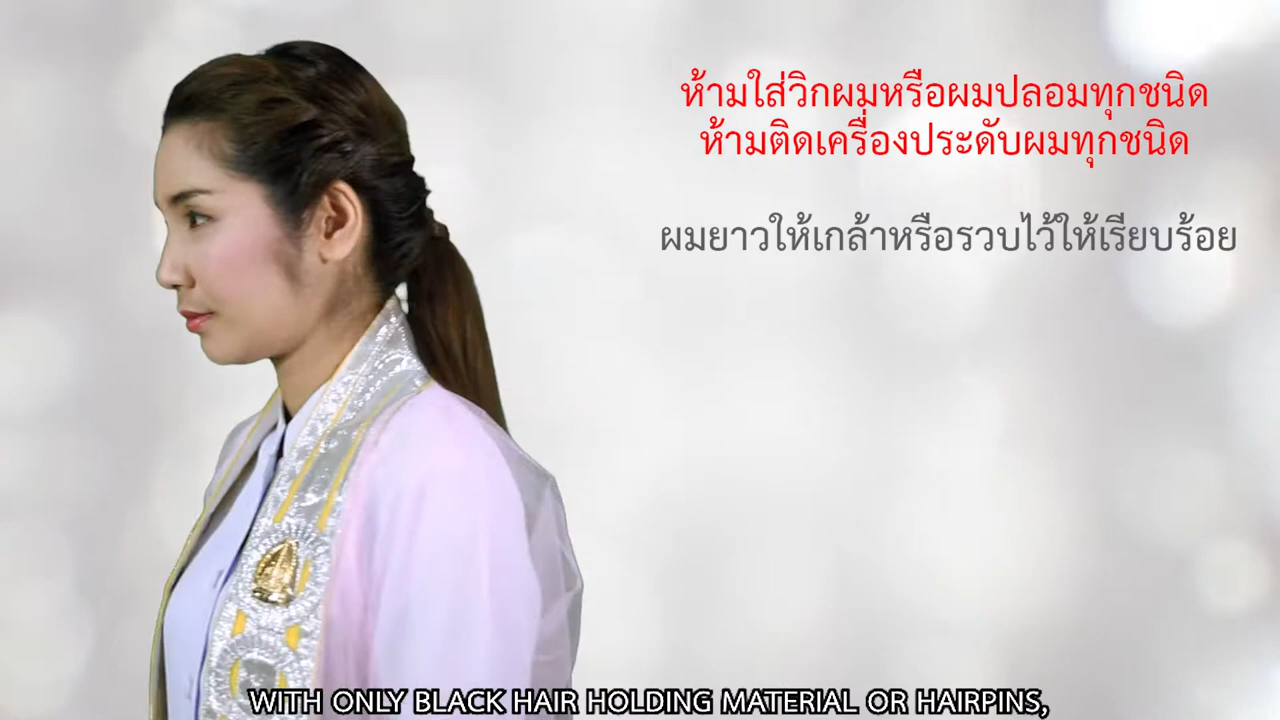 ห้ามใส่วิกผมหรือผมปลอมทุกชนิด
ห้ามติดเครื่องประดับผมทุกชนิด
ผมยาวให้เกล้าหรือรวบไว้ให้เรียบร้อย
WITH ONLY BLACK HAIR HOLDING MATERIAL OR HAIRPINS,